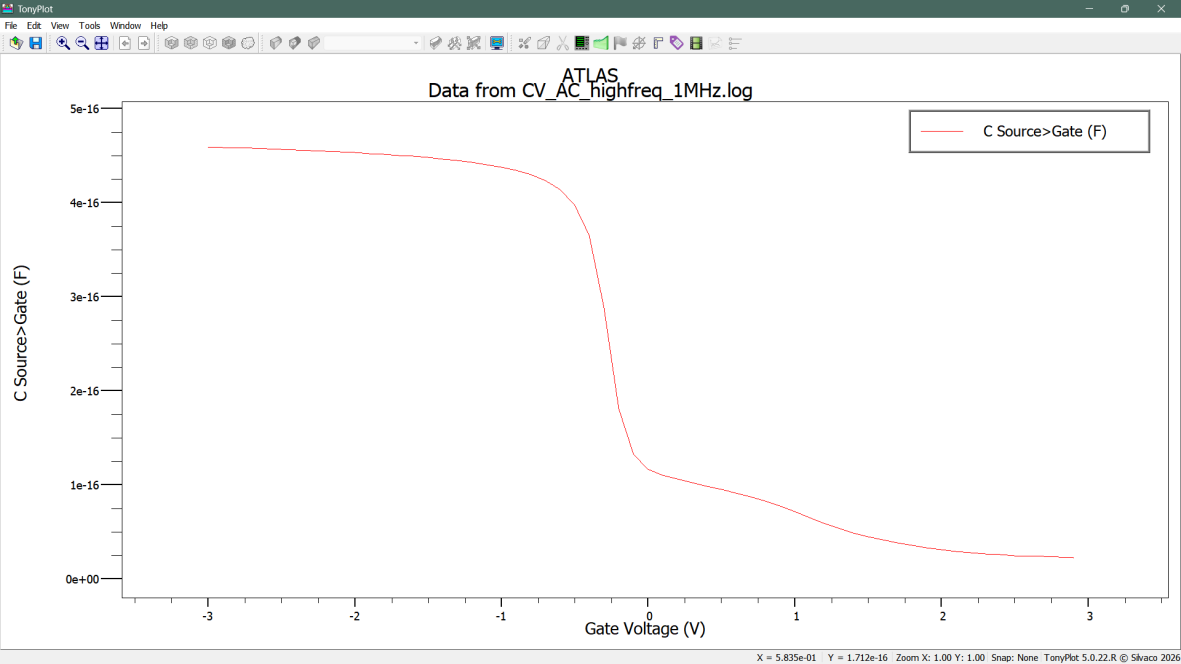 TonyPlot
File Edit View Tools Window Help
ATLAS
Data from CV_AC_highfreq_1MHz.log
C Source>Gate (F)
5e-16
4e-16
3e-16
2e-16
1e-16
0e+00
C Source>Gate (F)
-3 -2 -1 0 1 2 3
Gate Voltage (V)
X = 5.835e-01 Y = 1.712e-16 Zoom X: 1.00 Y: 1.00 Snap: None TonyPlot 5.0.22.R © Silvaco 2026